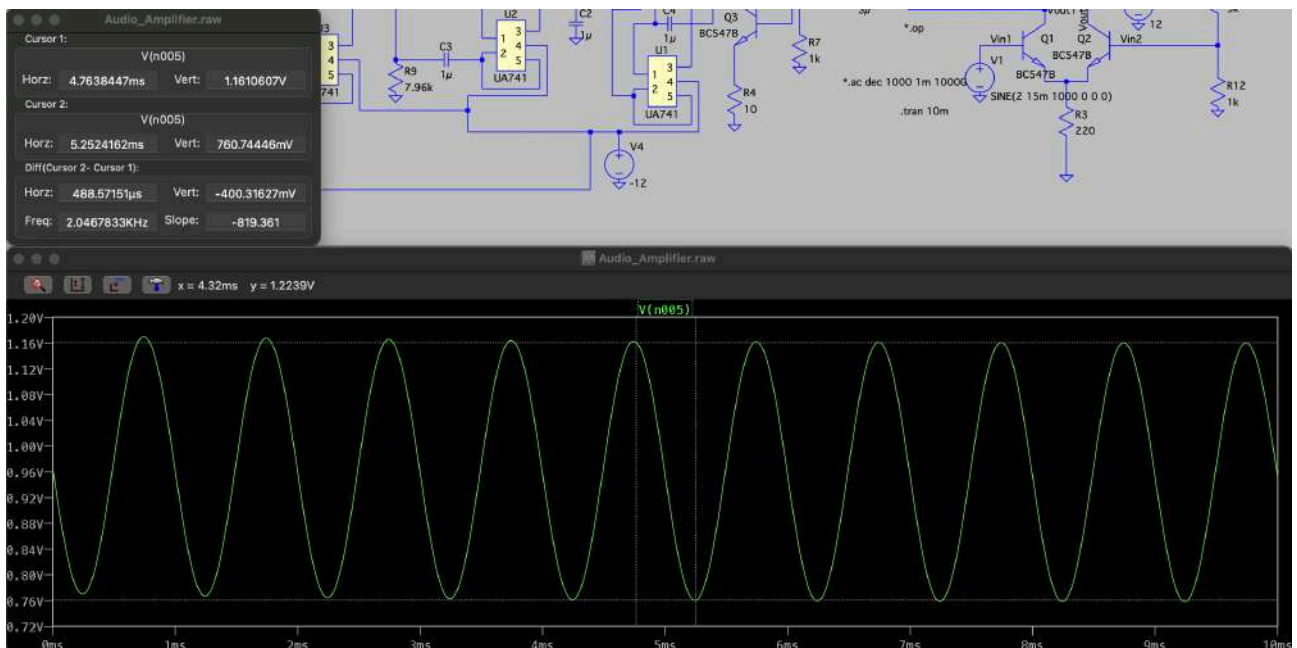 Audio_Amplifier.raw
Cursor 1:
V(n005)
Horz: 4.7638447ms Vert: 1.1610607V
Cursor 2:
V(n005)
Horz: 5.2524162ms Vert: 760.74446mV
Diff(Cursor 2- Cursor 1):
Horz: 488.57151µs Vert: -400.31627mV
Freq: 2.0467833KHz Slope: -819.361
3
4
5
741
R9
7.96k
C3
1µ
U2
1
2
3
4
5
UA741
C2
1µ
C4
1µ
U1
1
2
3
4
5
UA741
V4
-12
Q3
BC547B
R4
10
R7
1k
3µ
*.op
*.ac dec 1000 1m 1000G
.tran 10m
Vin1
V1
SINE(2 15m 1000 0 0 0)
Q1
BC547B
Vout1
Q2
BC547B
Vin2
12
R3
220
R12
1k
Audio_Amplifier.raw
x = 4.32ms y = 1.2239V
V(n005)
1.20V
1.16V
1.12V
1.08V
1.04V
1.00V
0.96V
0.92V
0.88V
0.84V
0.80V
0.76V
0.72V
0ms 1ms 2ms 3ms 4ms 5ms 6ms 7ms 8ms 9ms 10ms